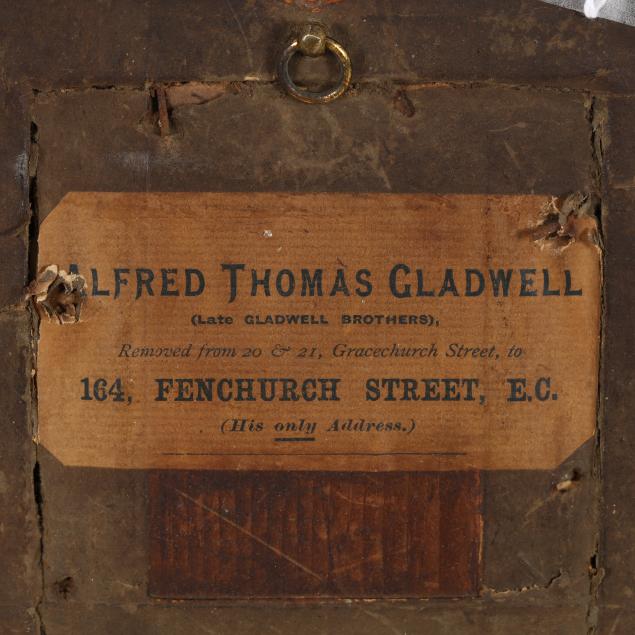 ALFRED THOMAS GLADWELL
(Late GLADWELL BROTHERS),
Removed from 20 & 21, Gracechurch Street, to
164, FENCHURCH STREET, E.C.
(His only Address.)